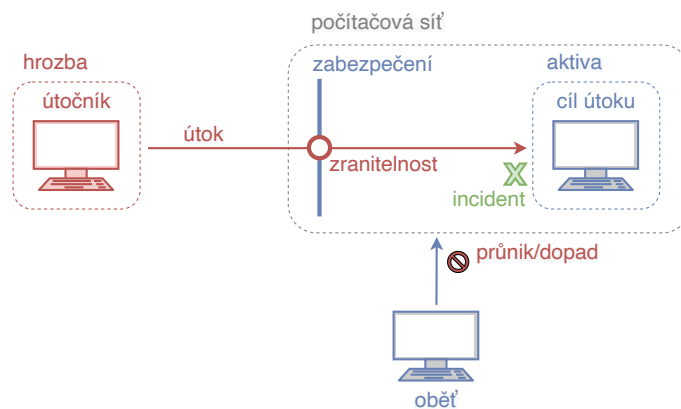 počítačová síť
hrozba
zabezpečení
aktiva
útočník
cíl útoku
útok
zranitelnost
X
incident
průnik/dopad
oběť